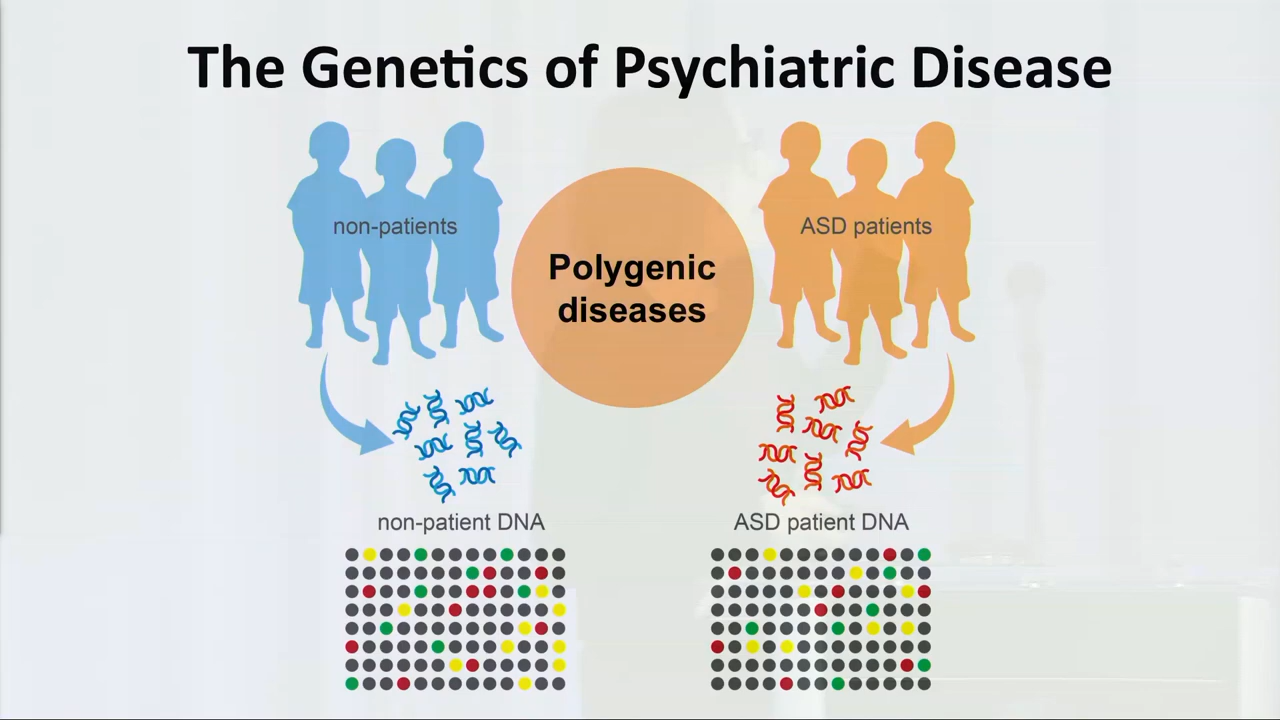 The Genetics of Psychiatric Disease
non-patients
Polygenic
diseases
ASD patients
non-patient DNA
ASD patient DNA